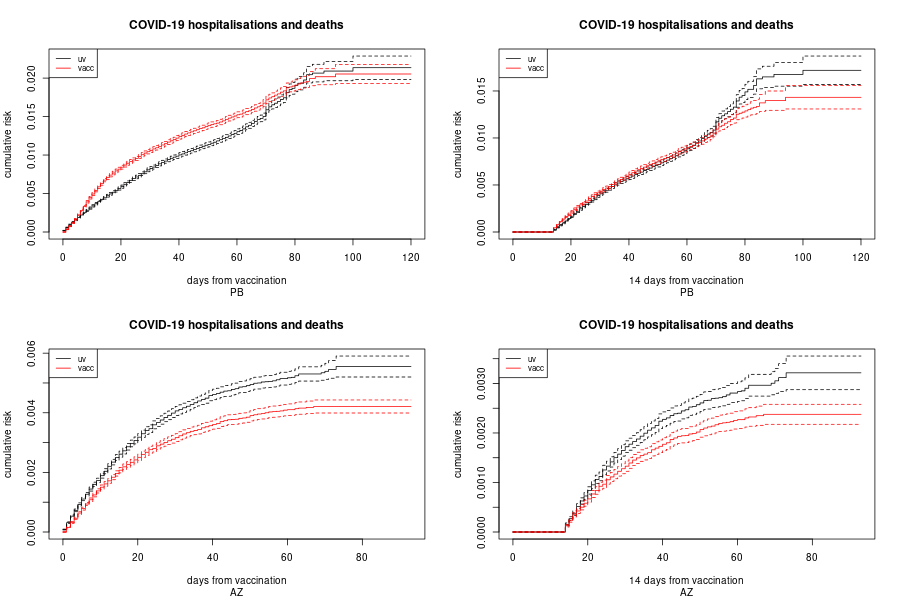 COVID-19 hospitalisations and deaths
uv
vacc
cumulative risk
0.000 0.005 0.010 0.015 0.020
0 20 40 60 80 100 120
days from vaccination
PB
COVID-19 hospitalisations and deaths
uv
vacc
cumulative risk
0.000 0.005 0.010 0.015
0 20 40 60 80 100 120
14 days from vaccination
PB
COVID-19 hospitalisations and deaths
uv
vacc
cumulative risk
0.000 0.002 0.004 0.006
0 20 40 60 80
days from vaccination
AZ
COVID-19 hospitalisations and deaths
uv
vacc
cumulative risk
0.0000 0.0010 0.0020 0.0030
0 20 40 60 80
14 days from vaccination
AZ